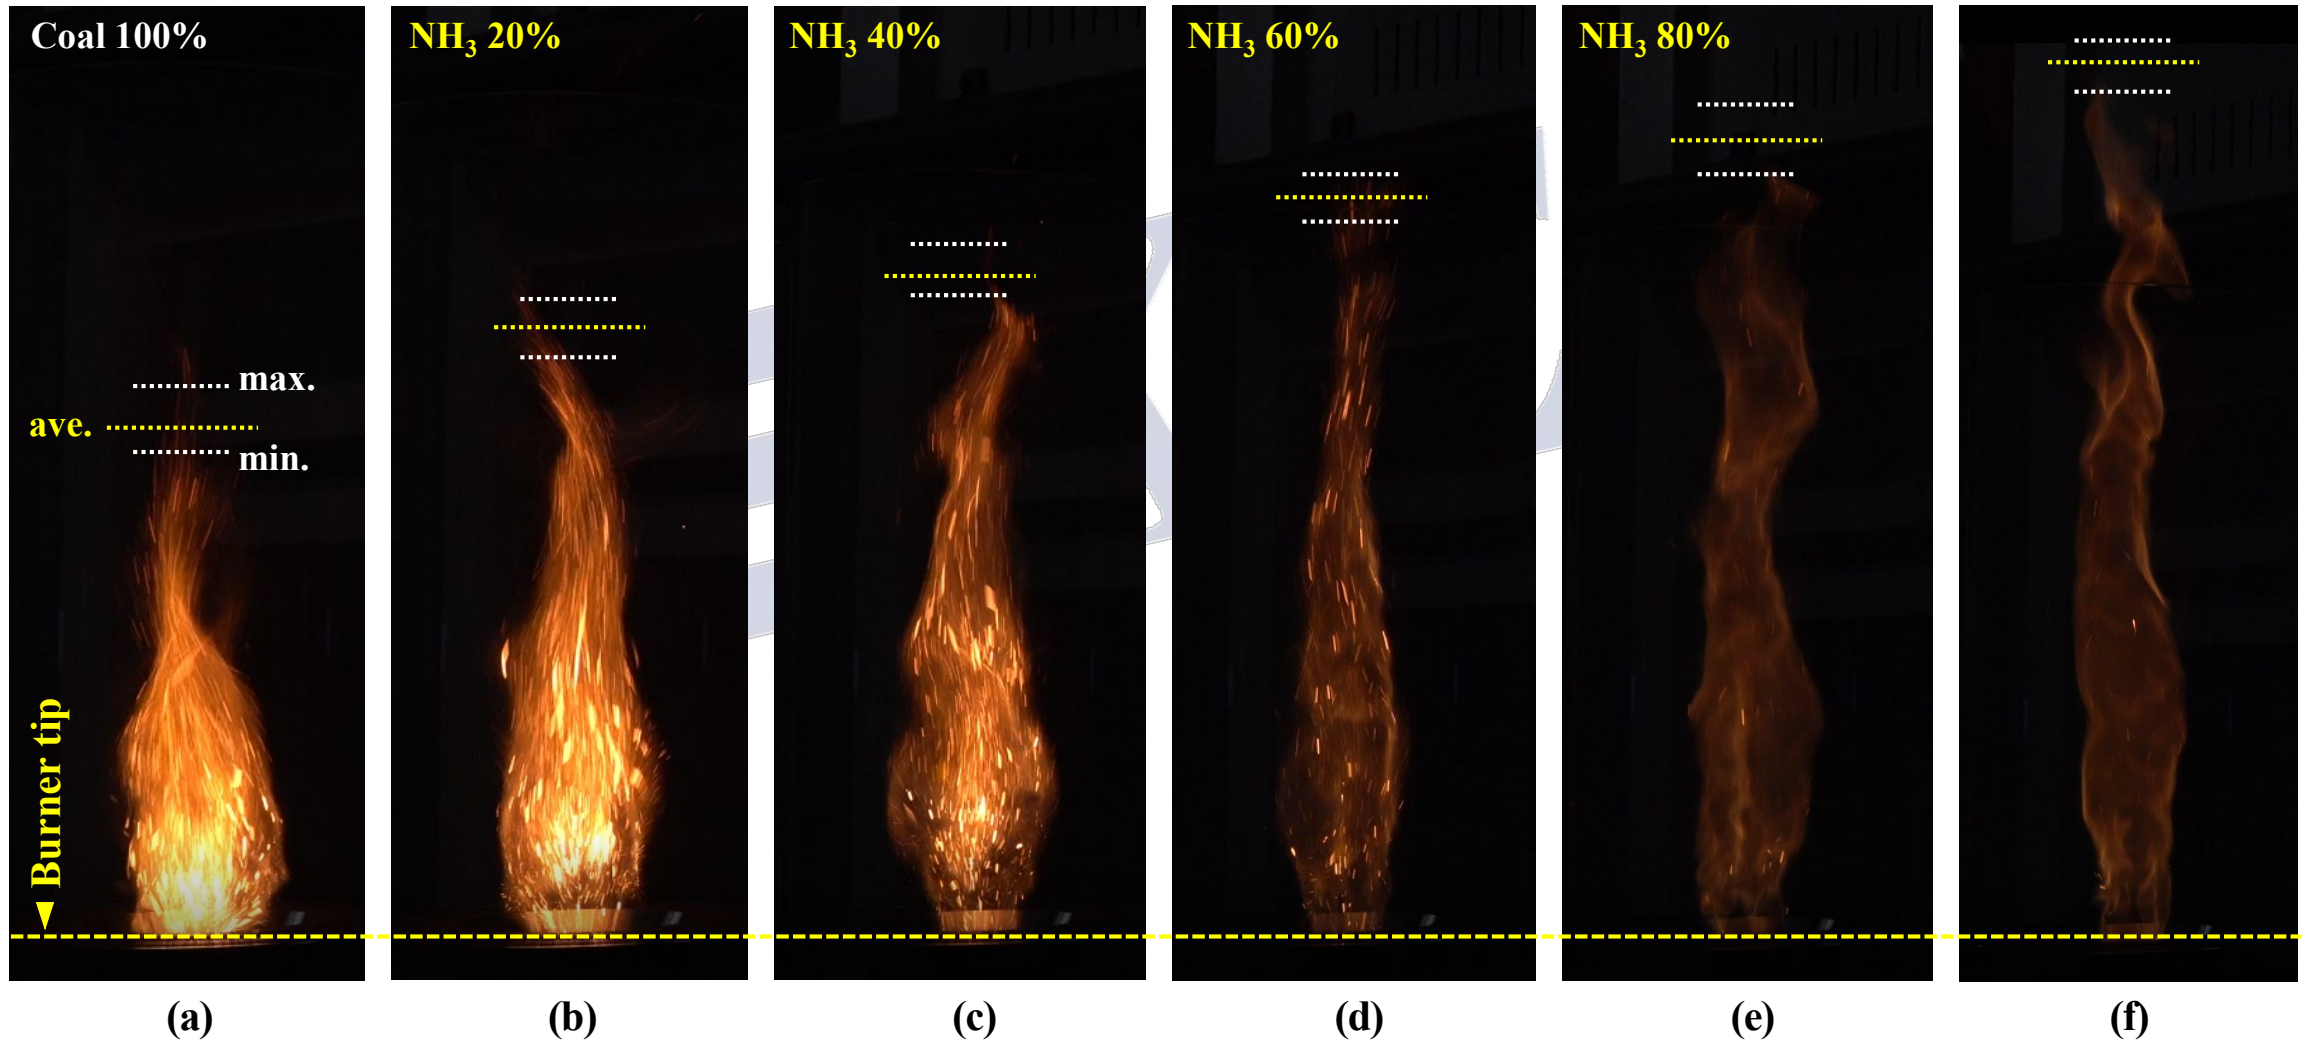 Coal 100%
NH₃ 20%
NH₃ 40%
NH₃ 60%
NH₃ 80%
max.
ave.
min.
Burner tip
(a)
(b)
(c)
(d)
(e)
(f)